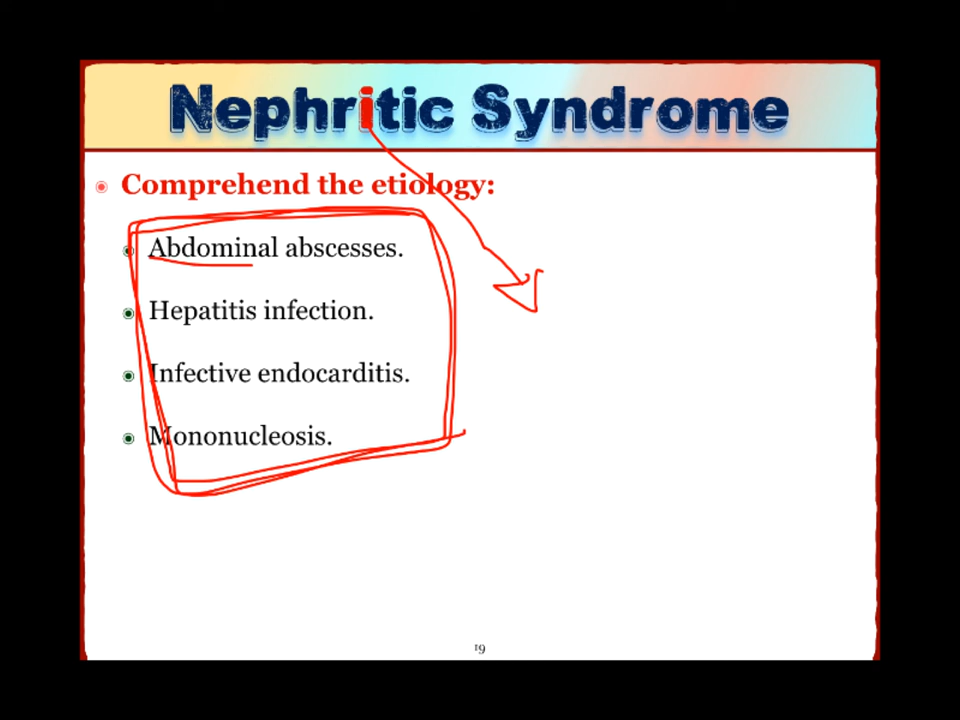 Nephritic Syndrome
Comprehend the etiology:
Abdominal abscesses.
Hepatitis infection.
Infective endocarditis.
Mononucleosis.
19